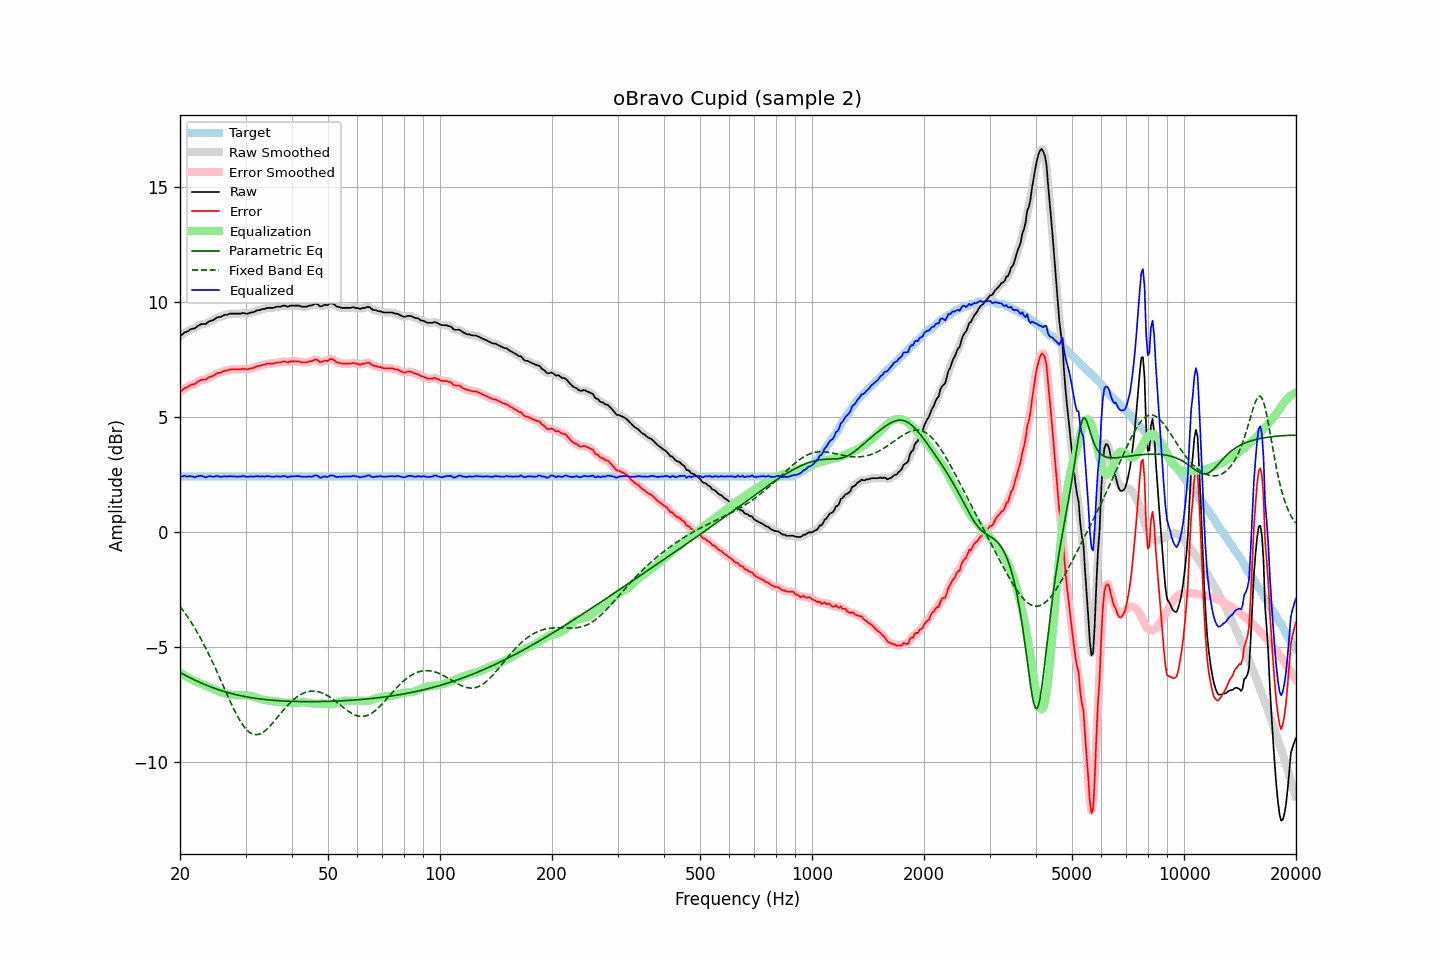 oBravo Cupid (sample 2)
Target
Raw Smoothed
Error Smoothed
Raw
Error
Equalization
Parametric Eq
Fixed Band Eq
Equalized
Amplitude (dBr)
15
10
5
0
−5
−10
20 50 100 200 500 1000 2000 5000 10000 20000
Frequency (Hz)